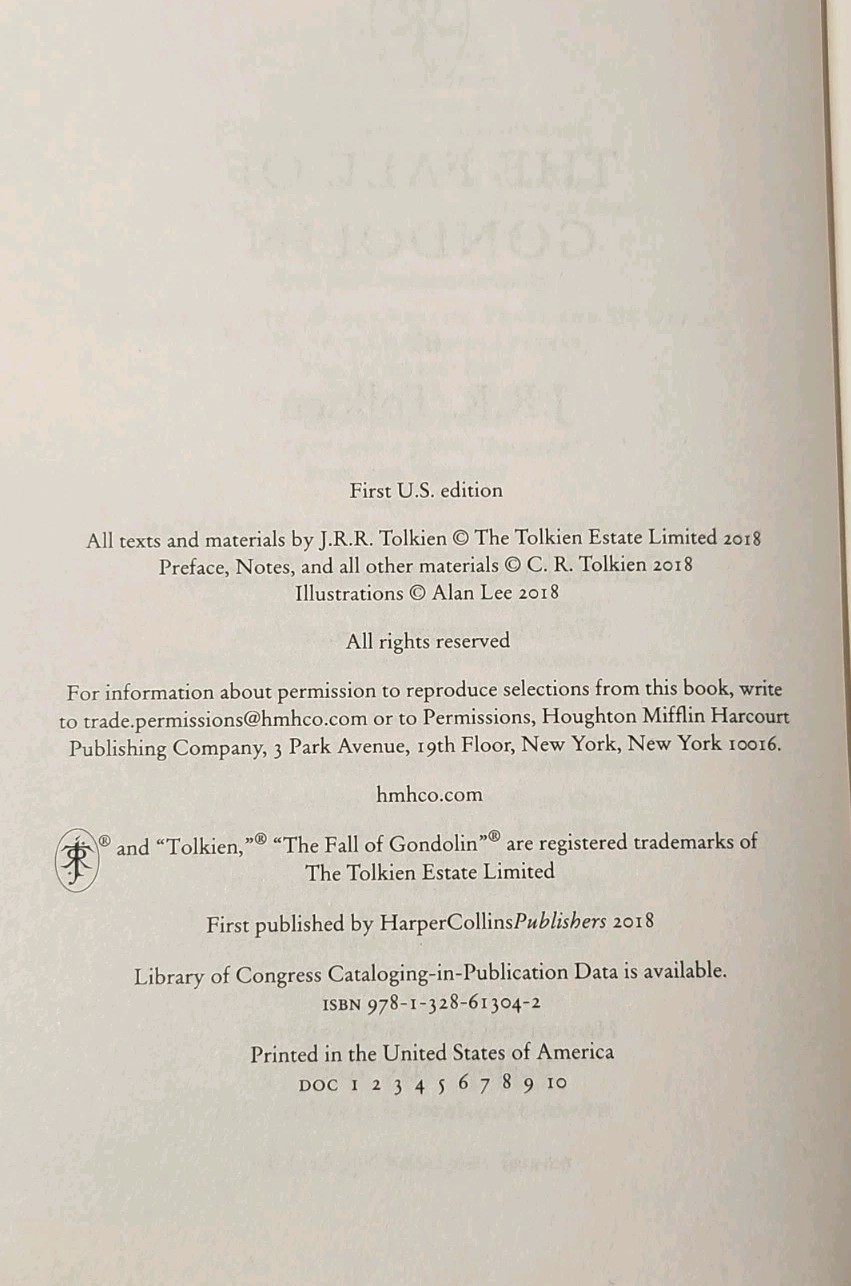 THE FALL OF
GONDOLIN
J.R.R. Tolkien
First U.S. edition
All texts and materials by J.R.R. Tolkien © The Tolkien Estate Limited 2018
Preface, Notes, and all other materials © C. R. Tolkien 2018
Illustrations © Alan Lee 2018
All rights reserved
For information about permission to reproduce selections from this book, write
to trade.permissions@hmhco.com or to Permissions, Houghton Mifflin Harcourt
Publishing Company, 3 Park Avenue, 19th Floor, New York, New York 10016.
hmhco.com
® and “Tolkien,”® “The Fall of Gondolin”® are registered trademarks of
The Tolkien Estate Limited
First published by HarperCollinsPublishers 2018
Library of Congress Cataloging-in-Publication Data is available.
ISBN 978-1-328-61304-2
Printed in the United States of America
DOC 1 2 3 4 5 6 7 8 9 10